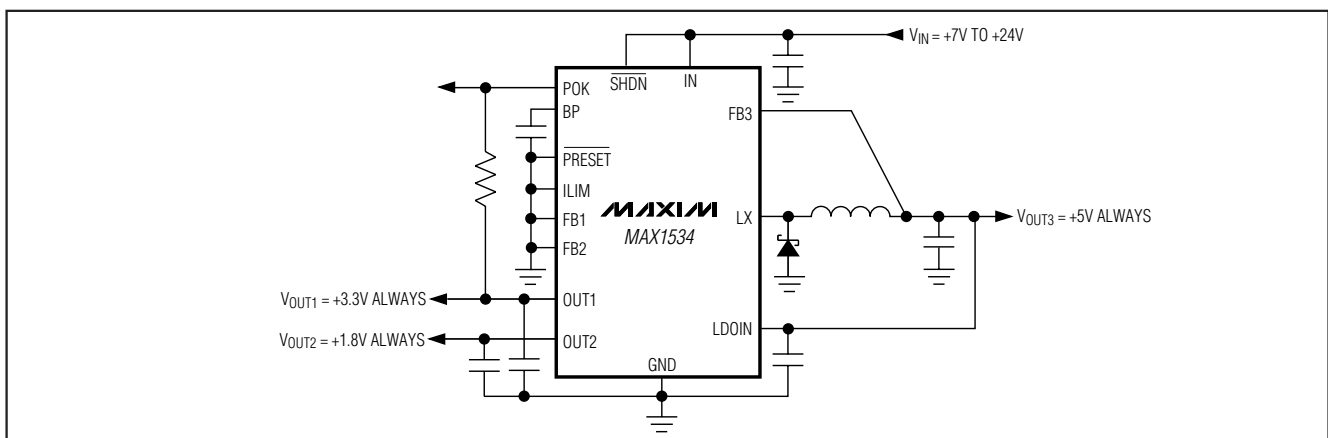 V_IN = +7V TO +24V
SHDN
IN
POK
BP
PRESET
ILIM
FB1
FB2
OUT1
OUT2
FB3
LX
LDOIN
GND
MAXIM
MAX1534
V_OUT1 = +3.3V ALWAYS
V_OUT2 = +1.8V ALWAYS
V_OUT3 = +5V ALWAYS